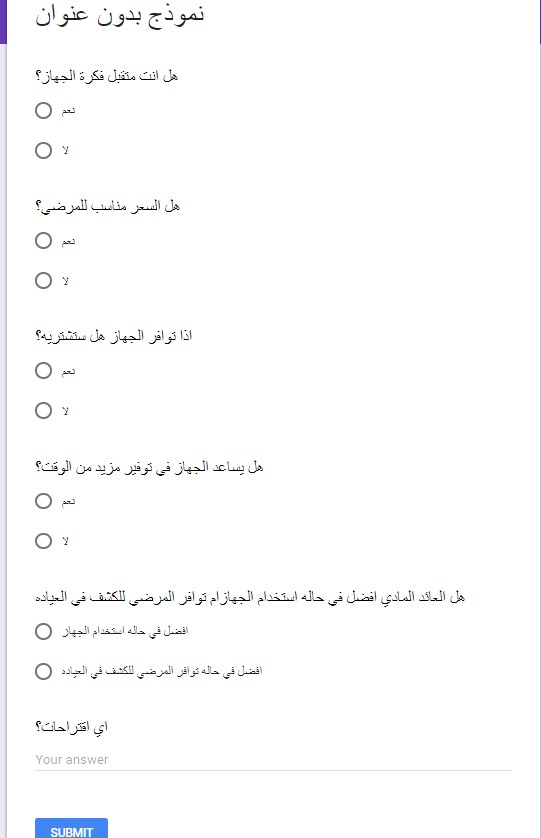 نموذج بدون عنوان
هل انت متقبل فكرة الجهاز؟
نعم
لا
هل السعر مناسب للمرضي؟
نعم
لا
اذا توافر الجهاز هل ستشتريه؟
نعم
لا
هل يساعد الجهاز في توفير مزيد من الوقت؟
نعم
لا
هل العائد المادي افضل في حاله استخدام الجهازام توافر المرضي للكشف في العياده
افضل في حاله استخدام الجهاز
افضل في حاله توافر المرضي للكشف في العياده
اي اقتراحات؟
Your answer
SUBMIT